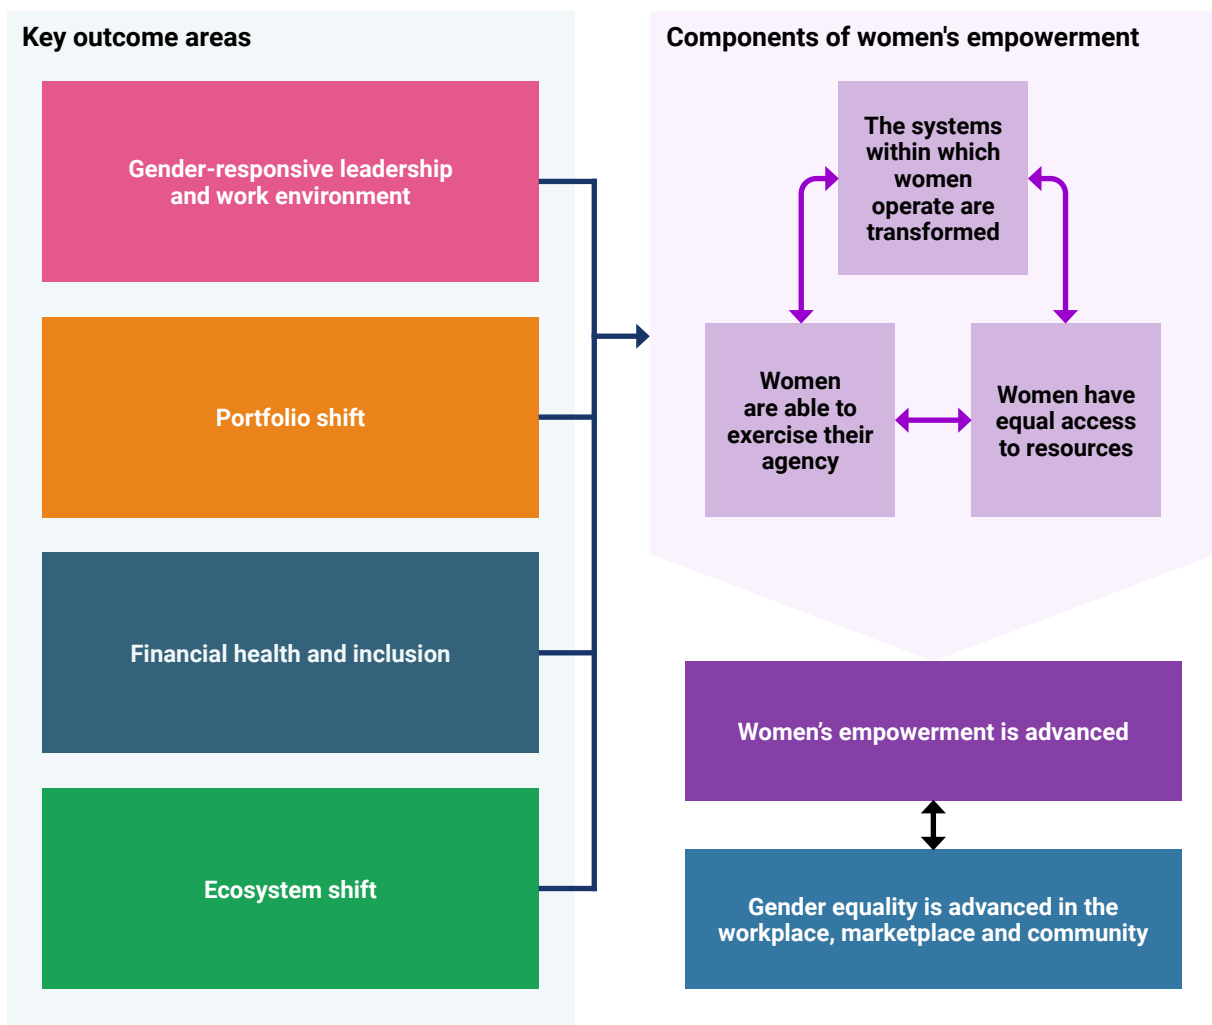 Key outcome areas
Gender-responsive leadership
and work environment
Portfolio shift
Financial health and inclusion
Ecosystem shift
Components of women's empowerment
The systems
within which
women
operate are
transformed
Women
are able to
exercise their
agency
Women have
equal access
to resources
Women’s empowerment is advanced
Gender equality is advanced in the
workplace, marketplace and community